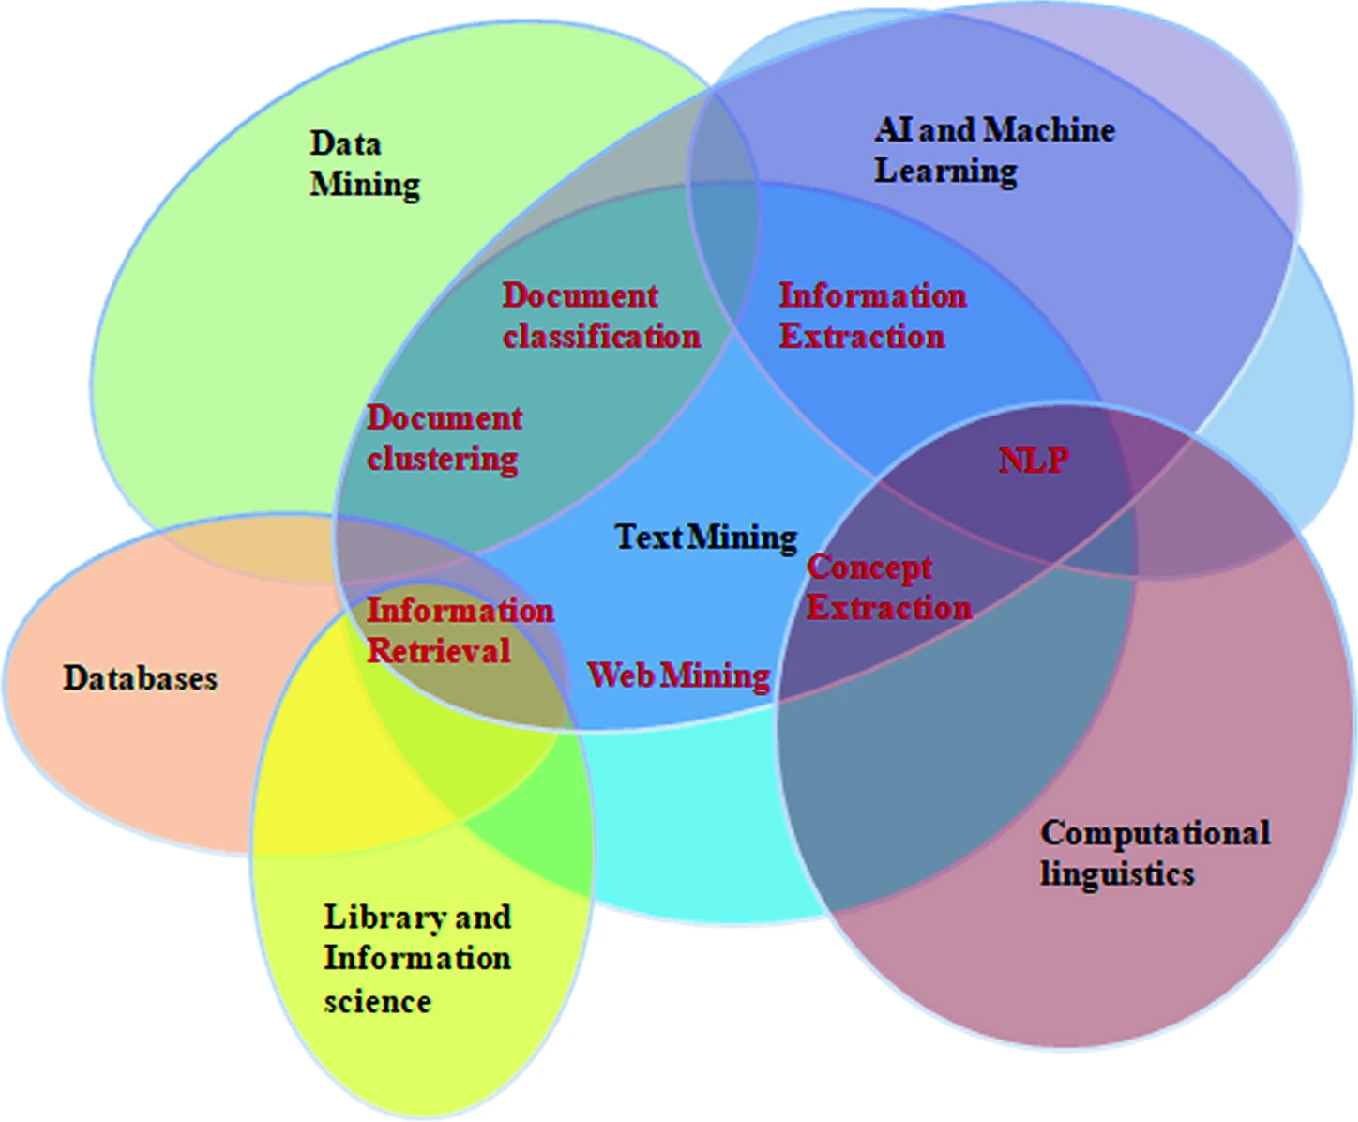 Data
Mining
AI and Machine
Learning
Document
classification
Information
Extraction
Document
clustering
NLP
Text Mining
Concept
Extraction
Information
Retrieval
Web Mining
Databases
Computational
linguistics
Library and
Information
science